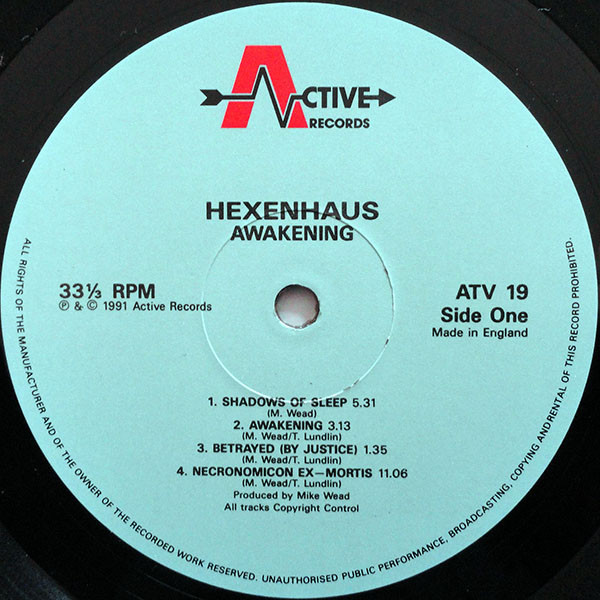 ACTIVE
RECORDS
HEXENHAUS
AWAKENING
33⅓ RPM
℗ & © 1991 Active Records
ATV 19
Side One
Made in England
1. SHADOWS OF SLEEP 5.31
(M. Wead)
2. AWAKENING 3.13
(M. Wead/T. Lundlin)
3. BETRAYED (BY JUSTICE) 1.35
(M. Wead/T. Lundlin)
4. NECRONOMICON EX—MORTIS 11.06
(M. Wead/T. Lundlin)
Produced by Mike Wead
All tracks Copyright Control
ALL RIGHTS OF THE MANUFACTURER AND OF THE OWNER OF THE RECORDED WORK RESERVED. UNAUTHORISED PUBLIC PERFORMANCE, BROADCASTING, COPYING ANDRENTAL OF THIS RECORD PROHIBITED.